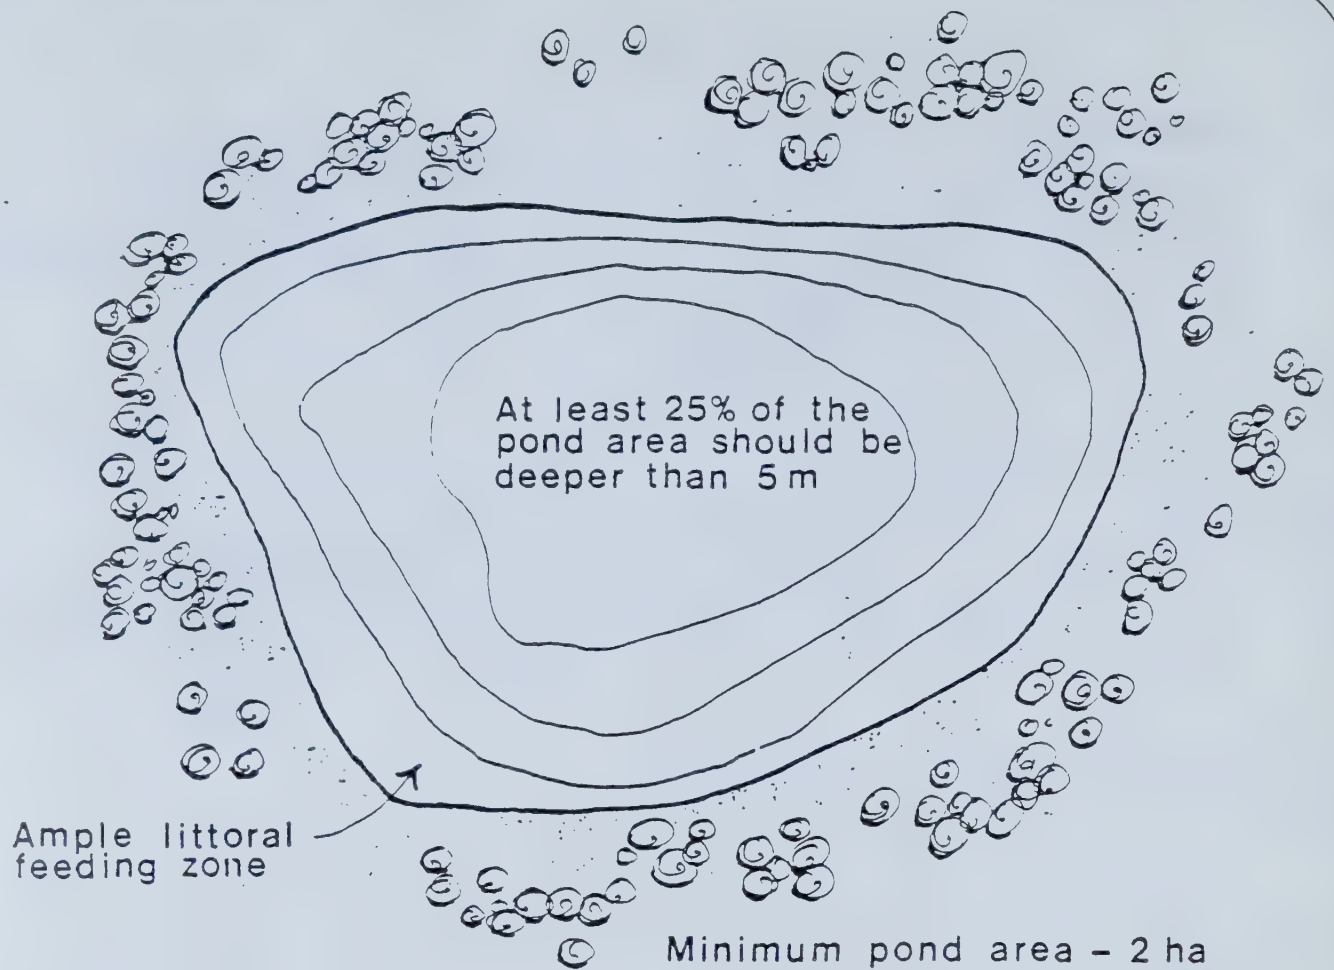 At least 25% of the
pond area should be
deeper than 5 m
Ample littoral
feeding zone
Minimum pond area - 2 ha